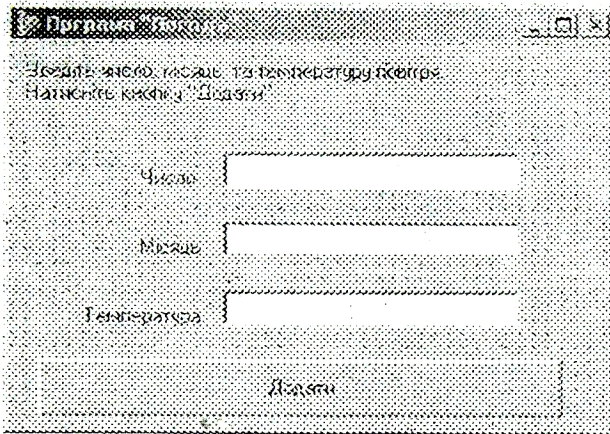 Введіть число, місяць та температуру повітря.
Натисніть кнопку "Додати"
Число
Місяць
Температура
Додати